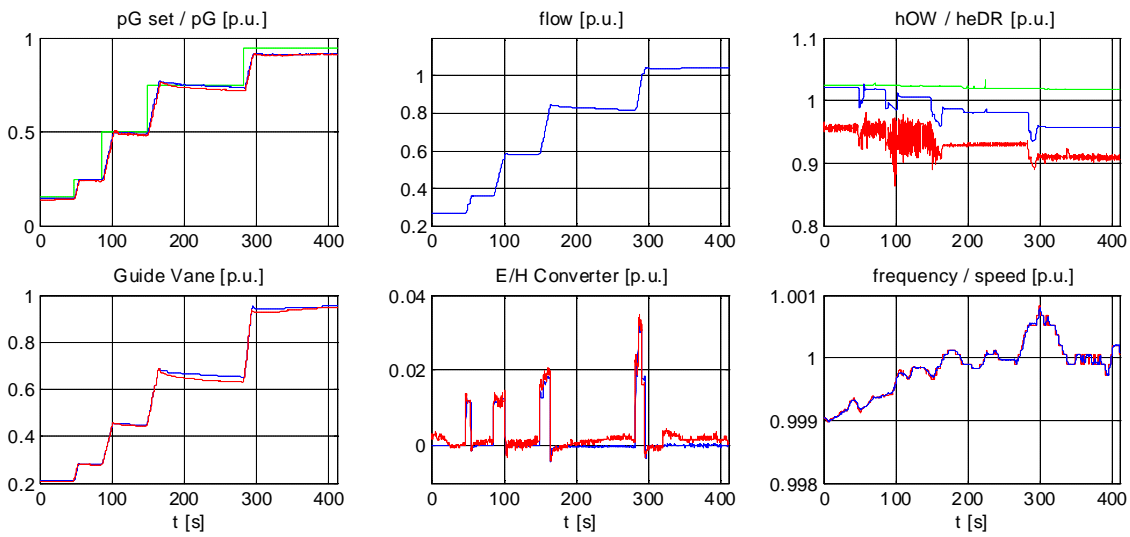 pG set / pG [p.u.]
flow [p.u.]
hOW / heDR [p.u.]
1
0.5
0
0 100 200 300 400
1
0.8
0.6
0.4
0.2
0 100 200 300 400
1.1
1
0.9
0.8
0 100 200 300 400
Guide Vane [p.u.]
E/H Converter [p.u.]
frequency / speed [p.u.]
1
0.8
0.6
0.4
0.2
0 100 200 300 400
t [s]
0.04
0.02
0
0 100 200 300 400
t [s]
1.001
1
0.999
0.998
0 100 200 300 400
t [s]